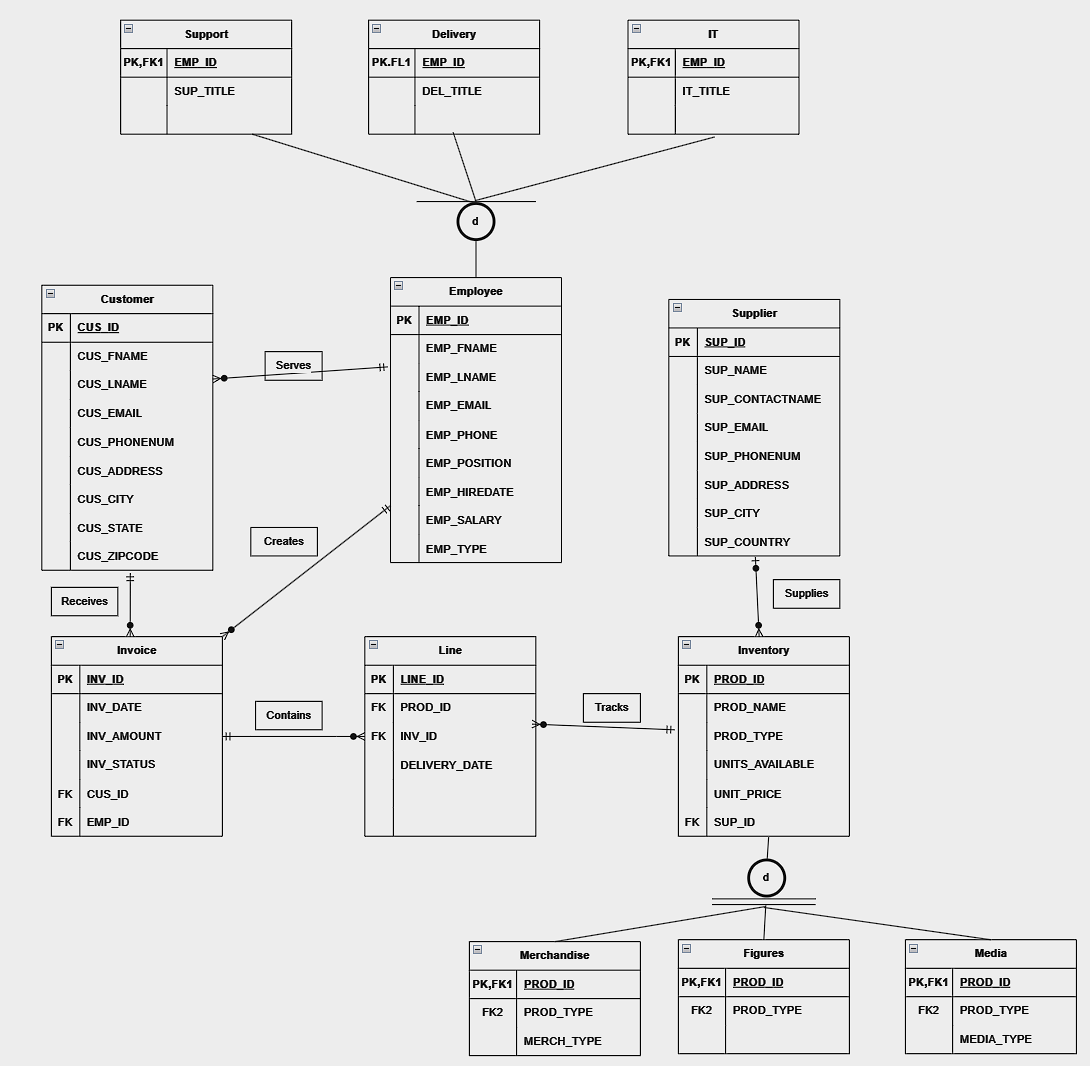 Support
PK,FK1 EMP_ID
SUP_TITLE
Delivery
PK.FL1 EMP_ID
DEL_TITLE
IT
PK,FK1 EMP_ID
IT_TITLE
d
Customer
PK CUS_ID
CUS_FNAME
CUS_LNAME
CUS_EMAIL
CUS_PHONENUM
CUS_ADDRESS
CUS_CITY
CUS_STATE
CUS_ZIPCODE
Serves
Employee
PK EMP_ID
EMP_FNAME
EMP_LNAME
EMP_EMAIL
EMP_PHONE
EMP_POSITION
EMP_HIREDATE
EMP_SALARY
EMP_TYPE
Supplier
PK SUP_ID
SUP_NAME
SUP_CONTACTNAME
SUP_EMAIL
SUP_PHONENUM
SUP_ADDRESS
SUP_CITY
SUP_COUNTRY
Creates
Receives
Supplies
Invoice
PK INV_ID
INV_DATE
INV_AMOUNT
INV_STATUS
FK CUS_ID
FK EMP_ID
Contains
Line
PK LINE_ID
FK PROD_ID
FK INV_ID
DELIVERY_DATE
Tracks
Inventory
PK PROD_ID
PROD_NAME
PROD_TYPE
UNITS_AVAILABLE
UNIT_PRICE
FK SUP_ID
d
Merchandise
PK,FK1 PROD_ID
FK2 PROD_TYPE
MERCH_TYPE
Figures
PK,FK1 PROD_ID
FK2 PROD_TYPE
Media
PK,FK1 PROD_ID
FK2 PROD_TYPE
MEDIA_TYPE